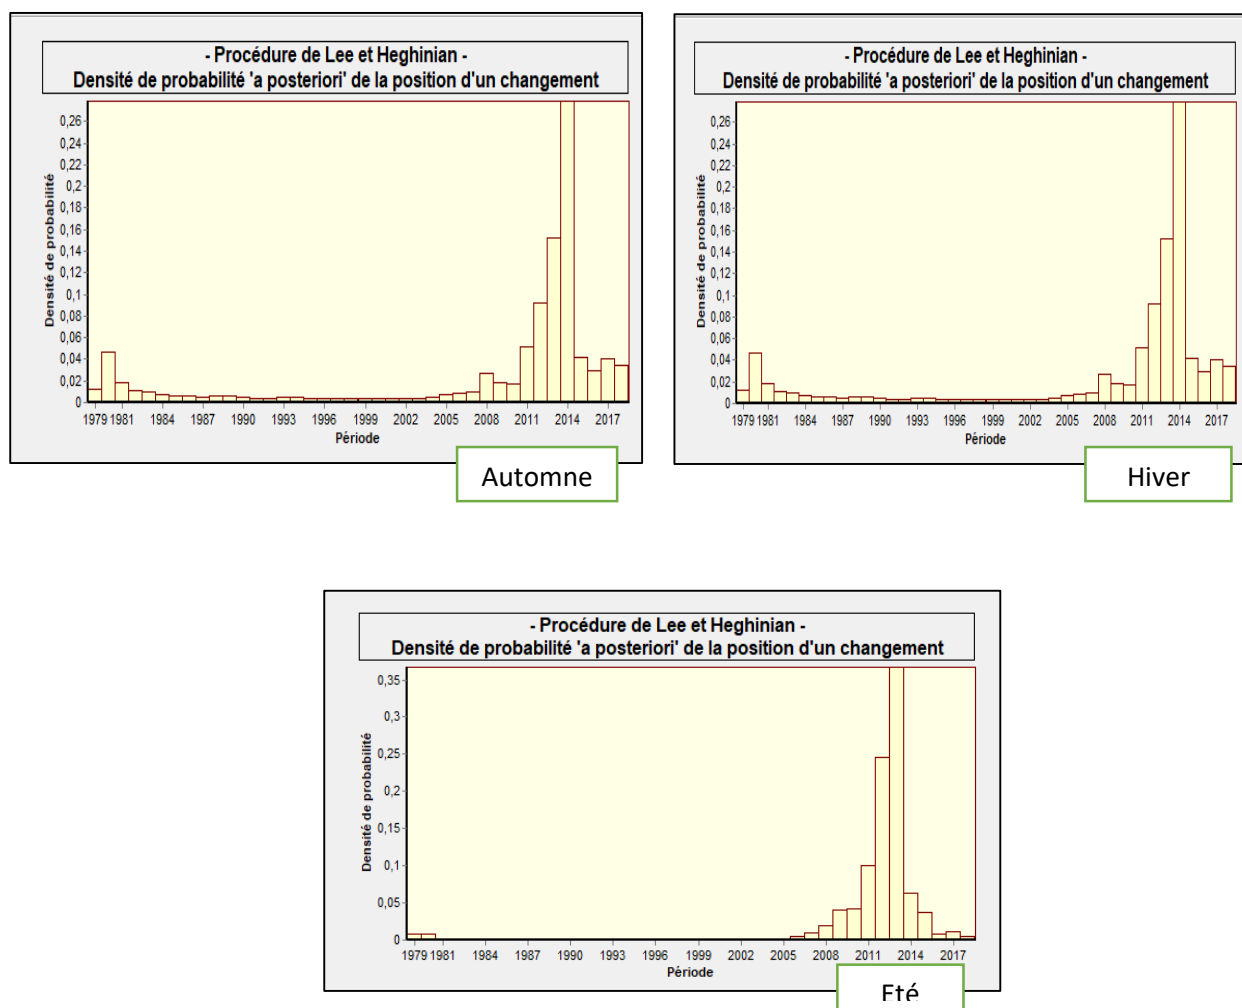 - Procédure de Lee et Heghinian -
Densité de probabilité 'a posteriori' de la position d'un changement
Densité de probabilité
0,26
0,24
0,22
0,2
0,18
0,16
0,14
0,12
0,1
0,08
0,06
0,04
0,02
0
1979 1981 1984 1987 1990 1993 1996 1999 2002 2005 2008 2011 2014 2017
Période
Automne
- Procédure de Lee et Heghinian -
Densité de probabilité 'a posteriori' de la position d'un changement
Densité de probabilité
0,26
0,24
0,22
0,2
0,18
0,16
0,14
0,12
0,1
0,08
0,06
0,04
0,02
0
1979 1981 1984 1987 1990 1993 1996 1999 2002 2005 2008 2011 2014 2017
Période
Hiver
- Procédure de Lee et Heghinian -
Densité de probabilité 'a posteriori' de la position d'un changement
Densité de probabilité
0,35
0,3
0,25
0,2
0,15
0,1
0,05
0
1979 1981 1984 1987 1990 1993 1996 1999 2002 2005 2008 2011 2014 2017
Période
Eté